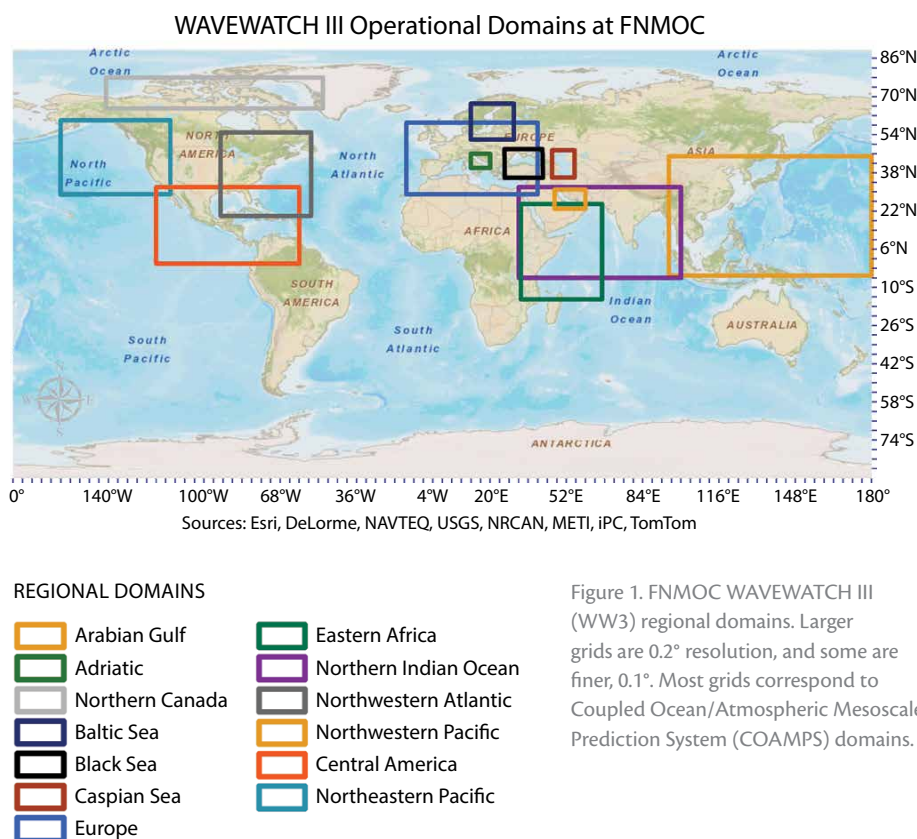 WAVEWATCH III Operational Domains at FNMOC
Arctic
Ocean
Arctic
Ocean
86°N
70°N
54°N
38°N
22°N
6°N
10°S
26°S
42°S
58°S
74°S
NORTH
AMERICA
EUROPE
ASIA
North
Pacific
North
Atlantic
AFRICA
SOUTH
AMERICA
Indian
Ocean
AUSTRALIA
South
Pacific
South
Atlantic
N
W E
S
ANTARCTICA
0° 140°W 100°W 68°W 36°W 4°W 20°E 52°E 84°E 116°E 148°E 180°
Sources: Esri, DeLorme, NAVTEQ, USGS, NRCAN, METI, iPC, TomTom
REGIONAL DOMAINS
Arabian Gulf
Adriatic
Northern Canada
Baltic Sea
Black Sea
Caspian Sea
Europe
Eastern Africa
Northern Indian Ocean
Northwestern Atlantic
Northwestern Pacific
Central America
Northeastern Pacific
Figure 1. FNMOC WAVEWATCH III
(WW3) regional domains. Larger
grids are 0.2° resolution, and some are
finer, 0.1°. Most grids correspond to
Coupled Ocean/Atmospheric Mesoscale
Prediction System (COAMPS) domains.